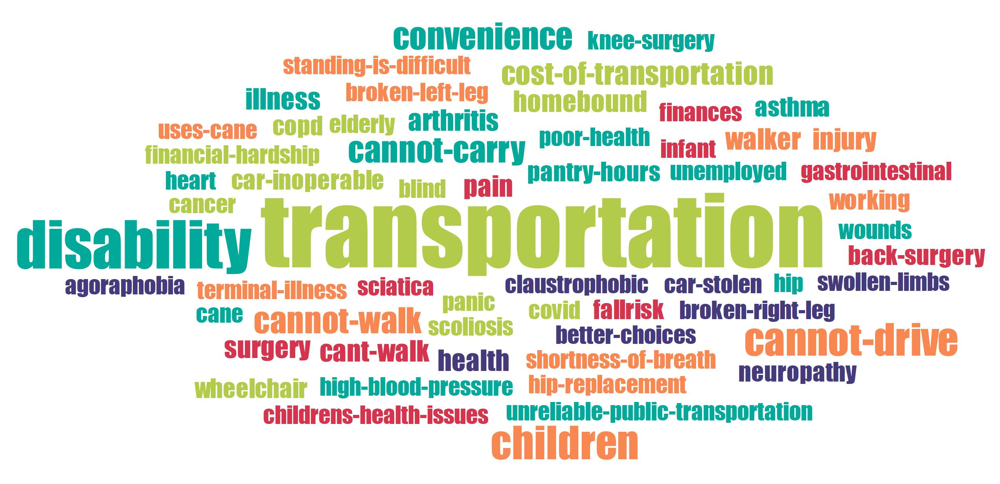 convenience knee-surgery
standing-is-difficult cost-of-transportation
illness broken-left-leg homebound finances asthma
uses-cane copd elderly arthritis poor-health infant walker injury
financial-hardship cannot-carry pantry-hours unemployed gastrointestinal
heart car-inoperable blind pain
cancer working
disability transportation wounds
back-surgery
agoraphobia terminal-illness sciatica claustrophobic car-stolen hip swollen-limbs
cane cannot-walk panic covid fallrisk broken-right-leg
scoliosis better-choices cannot-drive
surgery cant-walk health shortness-of-breath neuropathy
wheelchair high-blood-pressure hip-replacement
childrens-health-issues unreliable-public-transportation
children